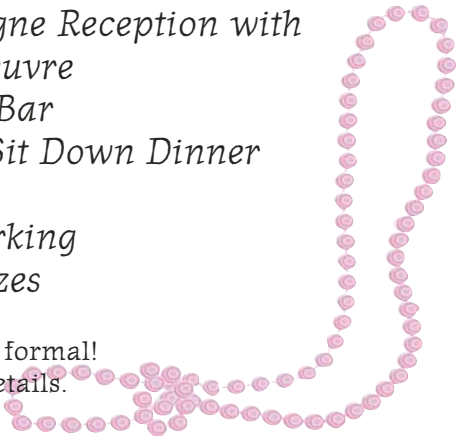 gne Reception with
uvre
Bar
Sit Down Dinner
rking
zes
formal!
etails.